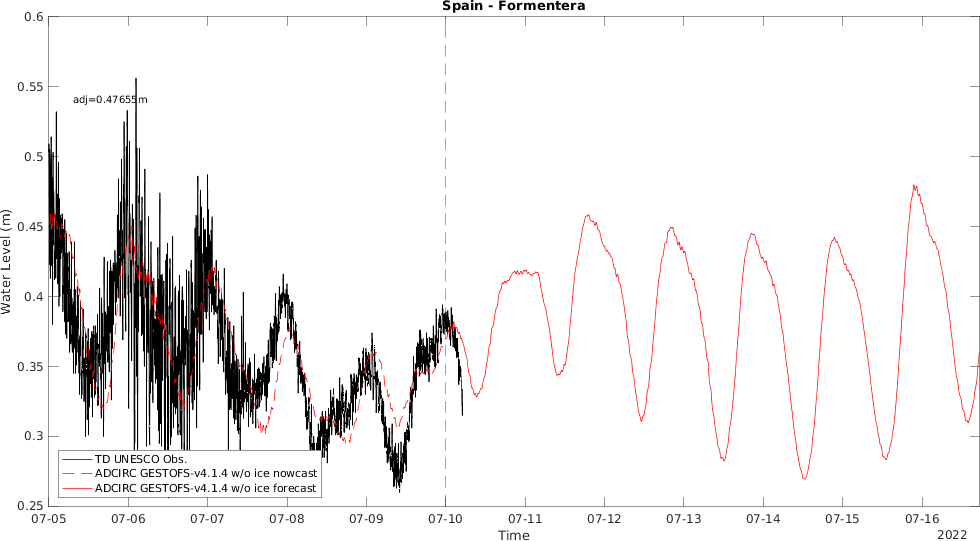 Spain - Formentera
0.6
0.55
adj=0.47655m
0.5
0.45
0.4
0.35
0.3
0.25
Water Level (m)
TD UNESCO Obs.
ADCIRC GESTOFS-v4.1.4 w/o ice nowcast
ADCIRC GESTOFS-v4.1.4 w/o ice forecast
07-05 07-06 07-07 07-08 07-09 07-10 07-11 07-12 07-13 07-14 07-15 07-16
Time
2022